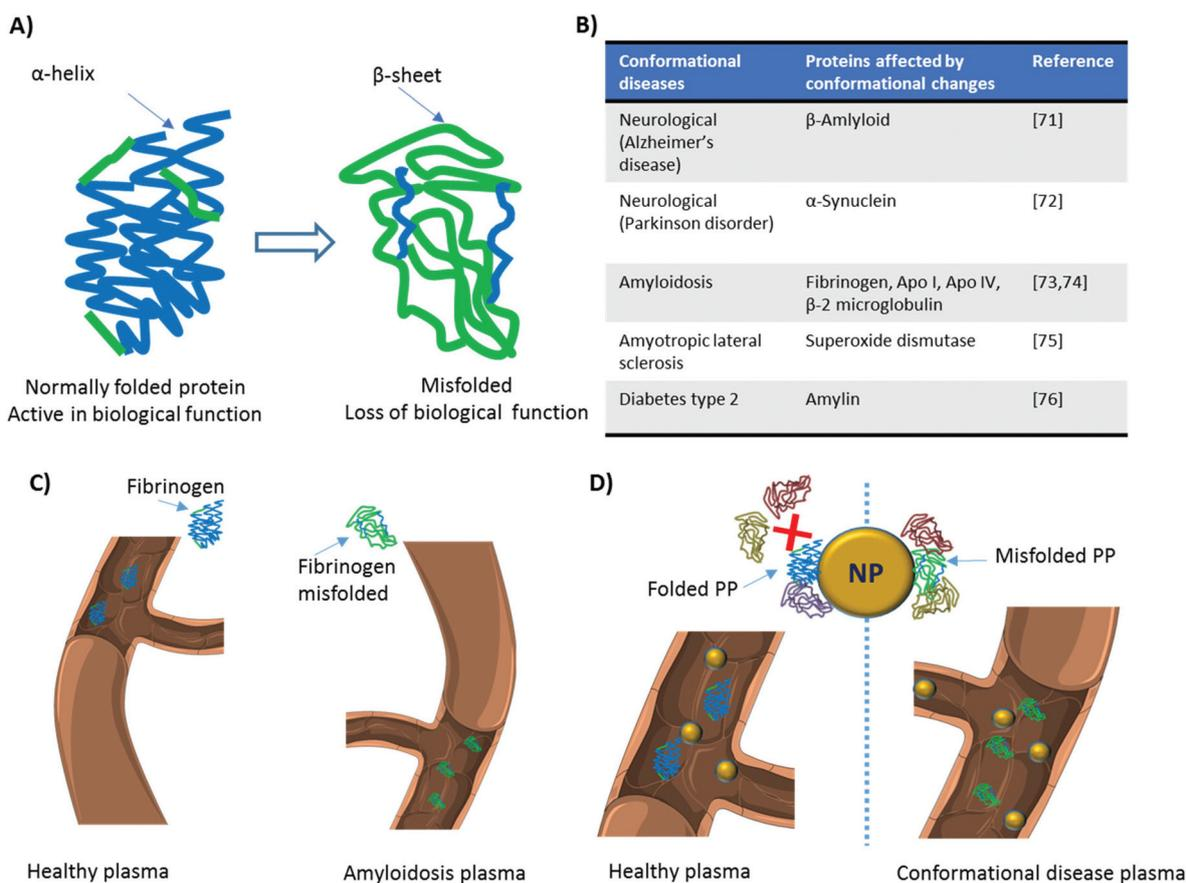 A)
α-helix
β-sheet
Normally folded protein
Active in biological function
Misfolded
Loss of biological function
B)
Conformational diseases
Proteins affected by conformational changes
Reference
Neurological
(Alzheimer's
disease)
β-Amlyloid
[71]
Neurological
(Parkinson disorder)
α-Synuclein
[72]
Amyloidosis
Fibrinogen, Apo I, Apo IV,
β-2 microglobulin
[73,74]
Amyotropic lateral
sclerosis
Superoxide dismutase
[75]
Diabetes type 2
Amylin
[76]
C)
Fibrinogen
Fibrinogen
misfolded
Healthy plasma
Amyloidosis plasma
D)
Folded PP
NP
Misfolded PP
Healthy plasma
Conformational disease plasma